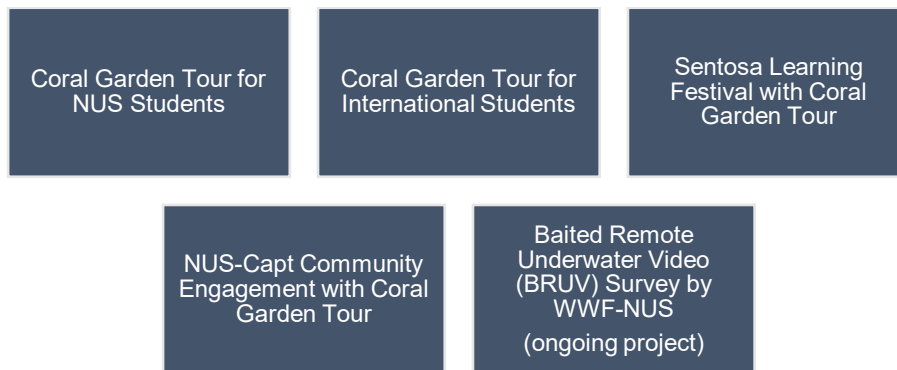 Coral Garden Tour for
NUS Students
Coral Garden Tour for
International Students
Sentosa Learning
Festival with Coral
Garden Tour
NUS-Capt Community
Engagement with Coral
Garden Tour
Baited Remote
Underwater Video
(BRUV) Survey by
WWF-NUS
(ongoing project)